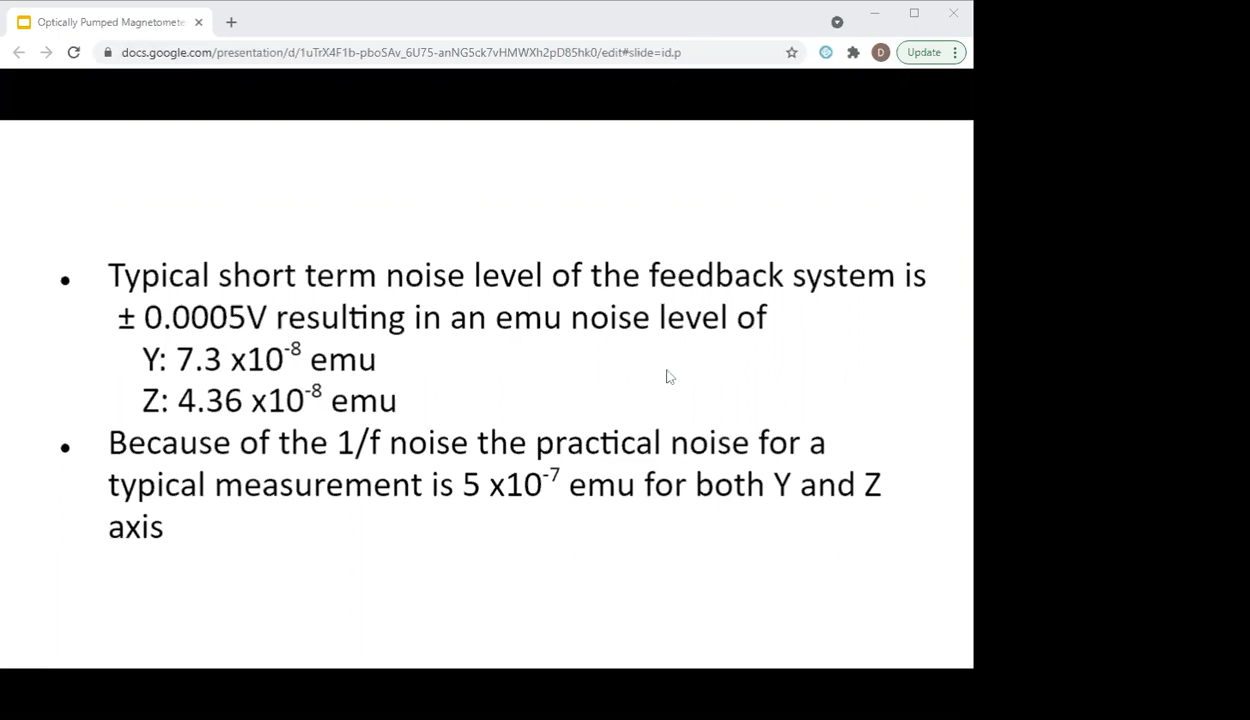 Optically Pumped Magnetomete
docs.google.com/presentation/d/1uTrX4F1b-pboSAv_6U75-anNG5ck7vHMWXh2pD85hk0/edit#slide=id.p
D
Update
• Typical short term noise level of the feedback system is
± 0.0005V resulting in an emu noise level of
Y: 7.3 x10⁻⁸ emu
Z: 4.36 x10⁻⁸ emu
• Because of the 1/f noise the practical noise for a
typical measurement is 5 x10⁻⁷ emu for both Y and Z
axis